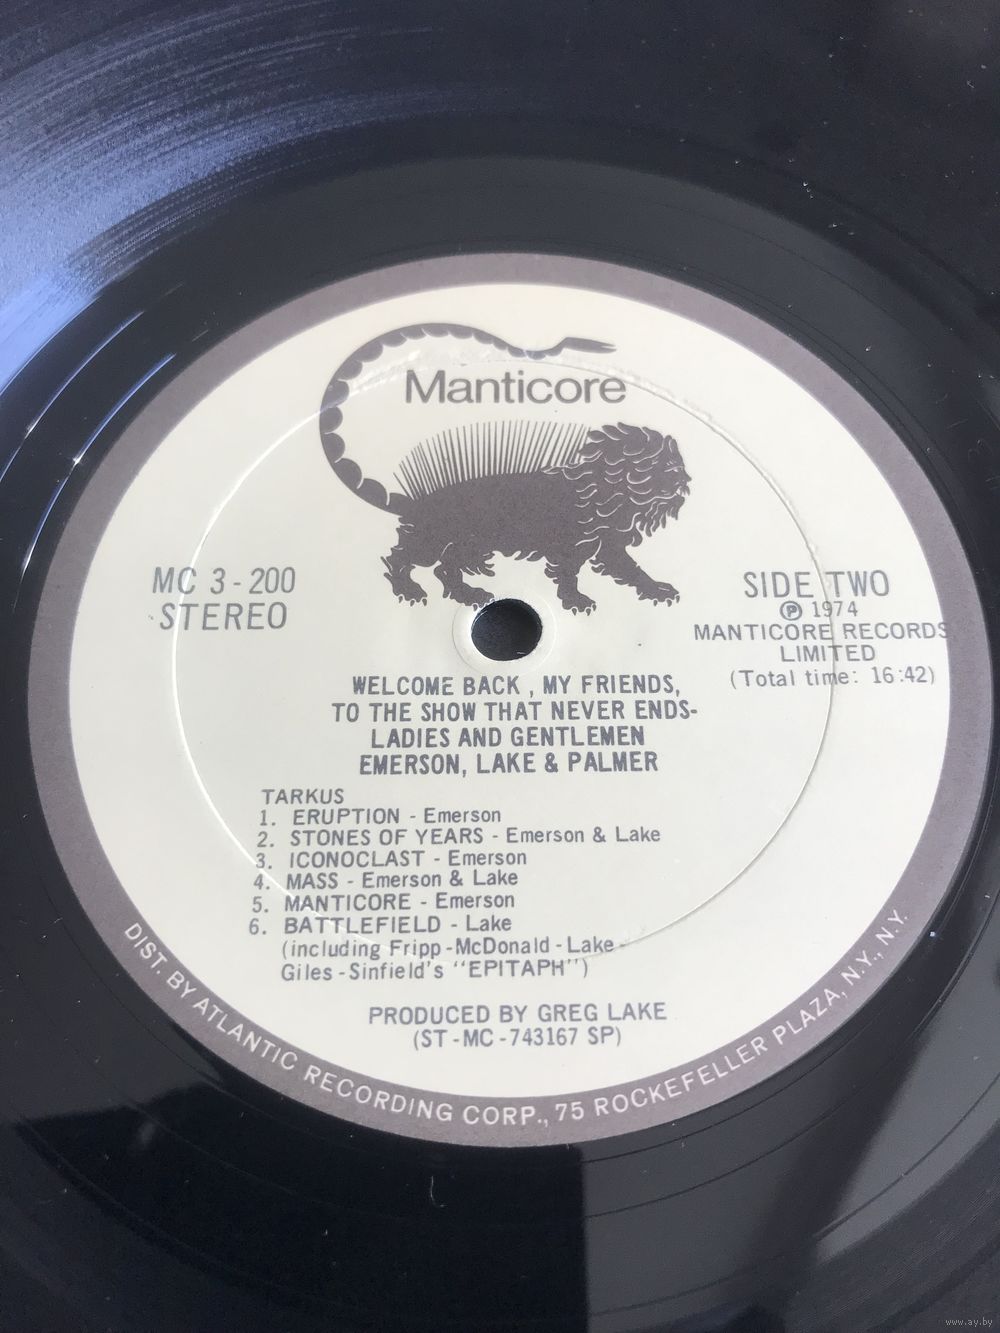 Manticore
MC 3-200
STEREO
SIDE TWO
℗ 1974
MANTICORE RECORDS
LIMITED
(Total time: 16:42)
WELCOME BACK, MY FRIENDS,
TO THE SHOW THAT NEVER ENDS-
LADIES AND GENTLEMEN
EMERSON, LAKE & PALMER
TARKUS
1. ERUPTION - Emerson
2. STONES OF YEARS - Emerson & Lake
3. ICONOCLAST - Emerson
4. MASS - Emerson & Lake
5. MANTICORE - Emerson
6. BATTLEFIELD - Lake
(including Fripp-McDonald-Lake-
Giles-Sinfield's "EPITAPH")
PRODUCED BY GREG LAKE
(ST-MC-743167 SP)
DIST. BY ATLANTIC RECORDING CORP., 75 ROCKEFELLER PLAZA, N.Y., N.Y.
www.ay.by